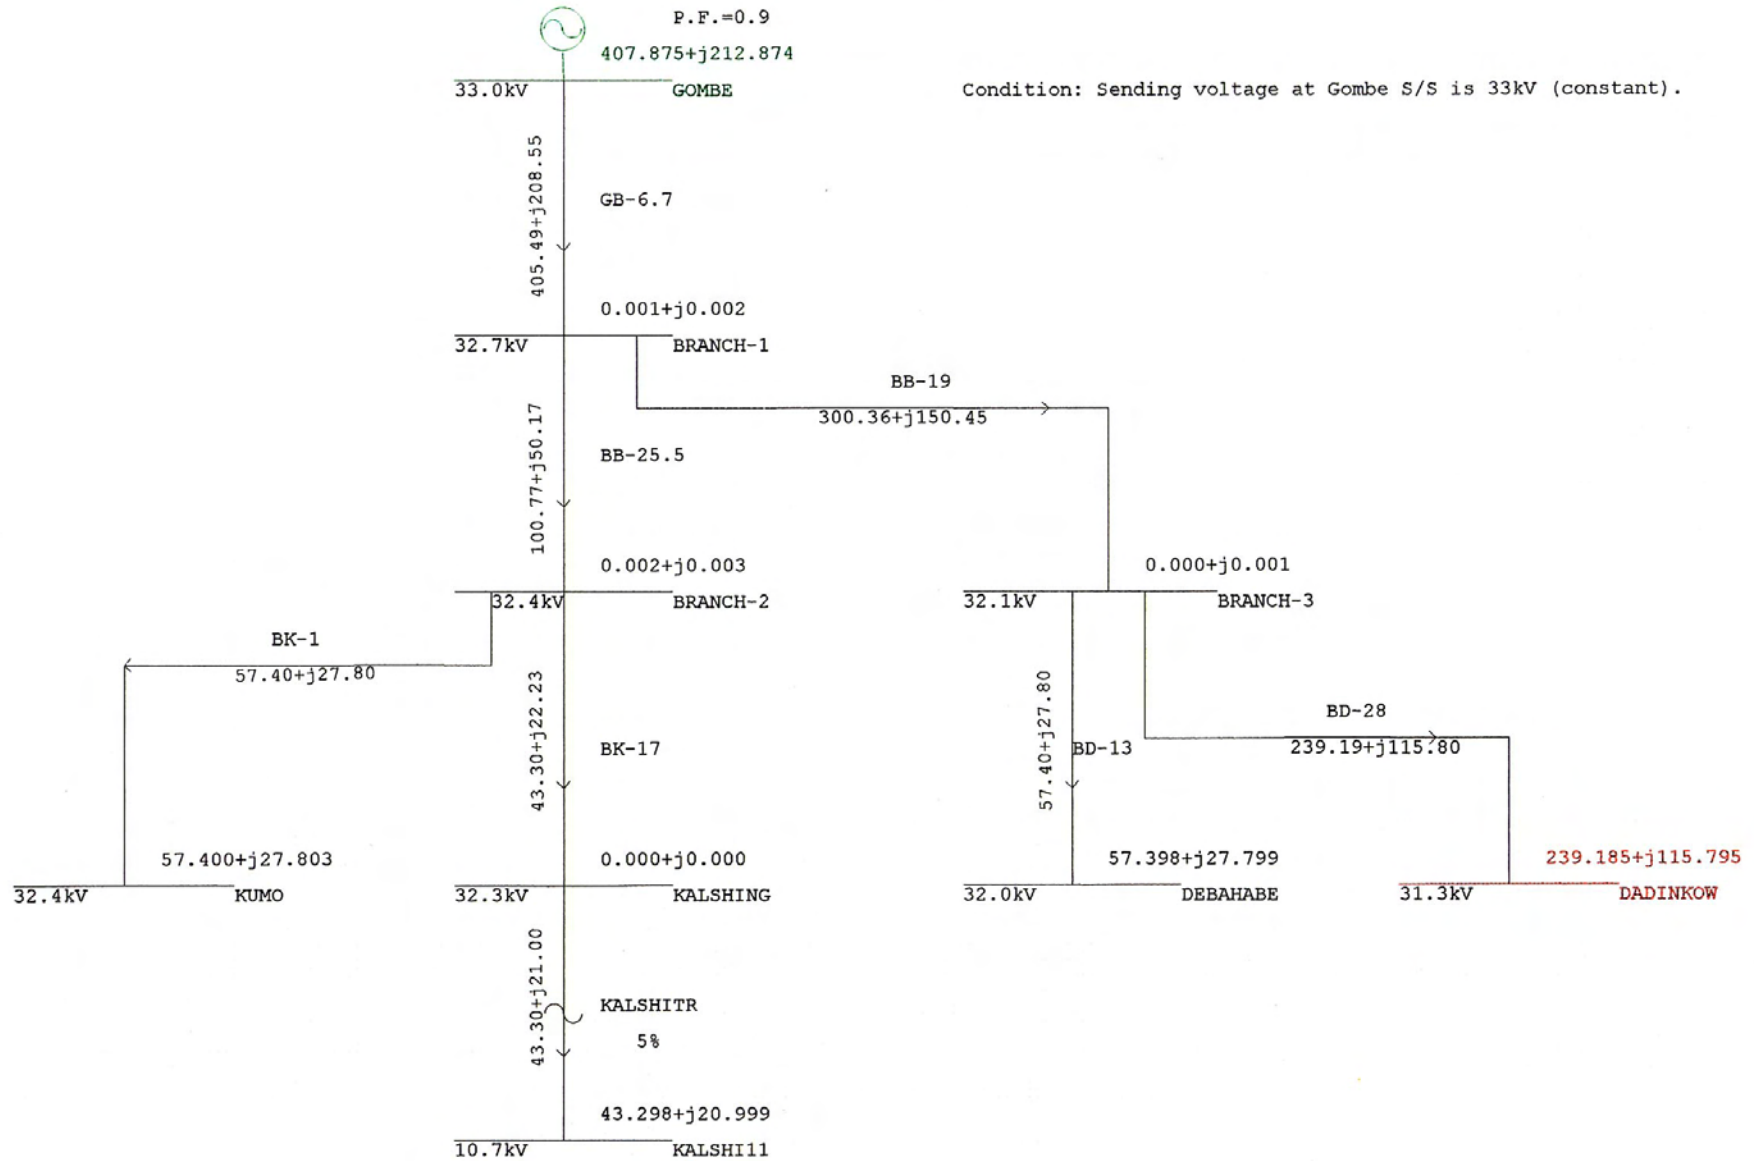 P.F.=0.9
407.875+j212.874
33.0kV
GOMBE
Condition: Sending voltage at Gombe S/S is 33kV (constant).
405.49+j208.55
GB-6.7
0.001+j0.002
32.7kV
BRANCH-1
BB-19
300.36+j150.45
100.77+j50.17
BB-25.5
0.002+j0.003
32.4kV
BRANCH-2
0.000+j0.001
32.1kV
BRANCH-3
BK-1
57.40+j27.80
43.30+j22.23
BK-17
57.40+j27.80
BD-13
BD-28
239.19+j115.80
57.400+j27.803
32.4kV
KUMO
0.000+j0.000
32.3kV
KALSHING
57.398+j27.799
32.0kV
DEBAHABE
239.185+j115.795
31.3kV
DADINKOW
43.30+j21.00
KALSHITR
5%
43.298+j20.999
10.7kV
KALSHI11